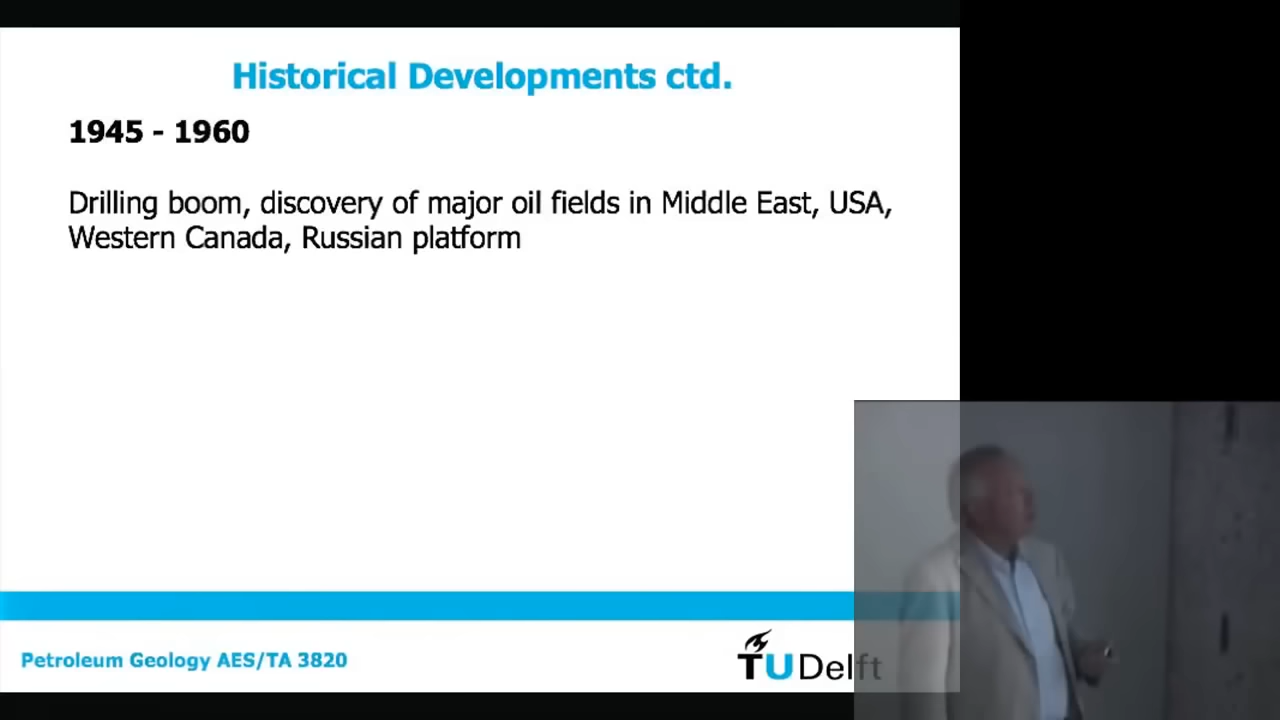 Historical Developments ctd.
1945 - 1960
Drilling boom, discovery of major oil fields in Middle East, USA,
Western Canada, Russian platform
Petroleum Geology AES/TA 3820
TU Delft